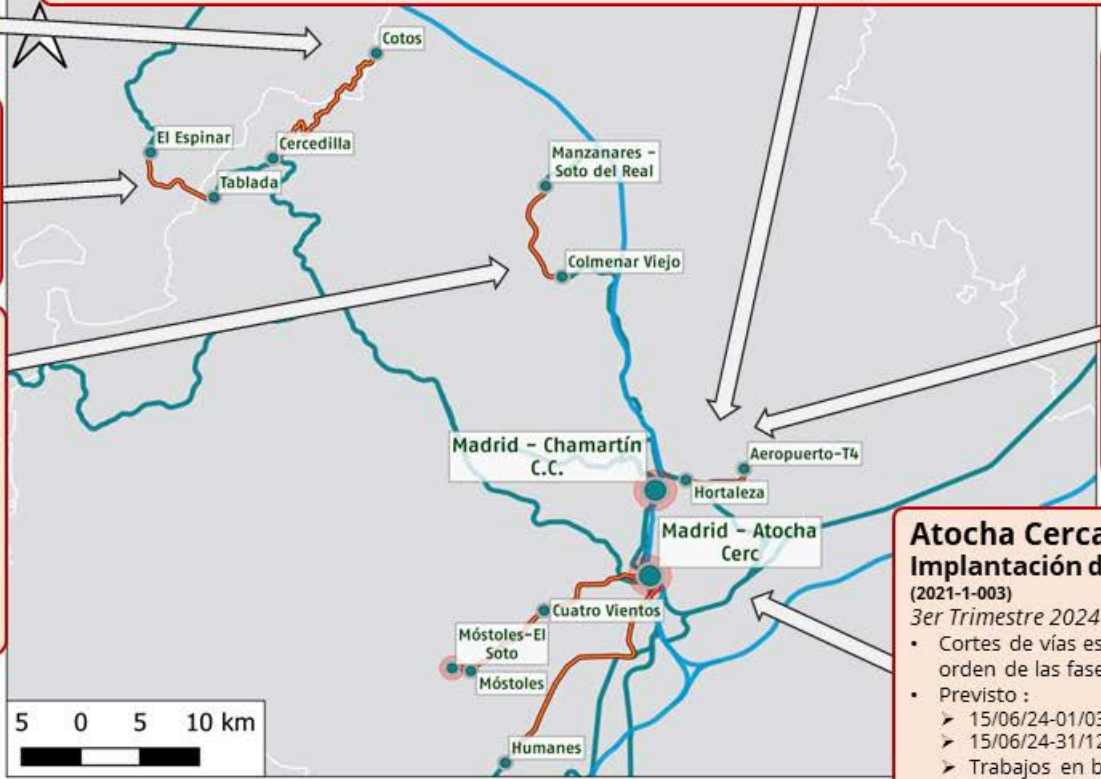 Cotos
El Espinar
Cercedilla
Tablada
Manzanares -
Soto del Real
Colmenar Viejo
Madrid - Chamartín
C.C.
Aeropuerto-T4
Hortaleza
Madrid - Atocha
Cerc
Cuatro Vientos
Móstoles-El
Soto
Móstoles
Humanes
5 0 5 10 km
Atocha Cerca
Implantación d
(2021-1-003)
3er Trimestre 2024
• Cortes de vías es
orden de las fase
• Previsto :
➤ 15/06/24-01/03
➤ 15/06/24-31/12
➤ Trabajos en b